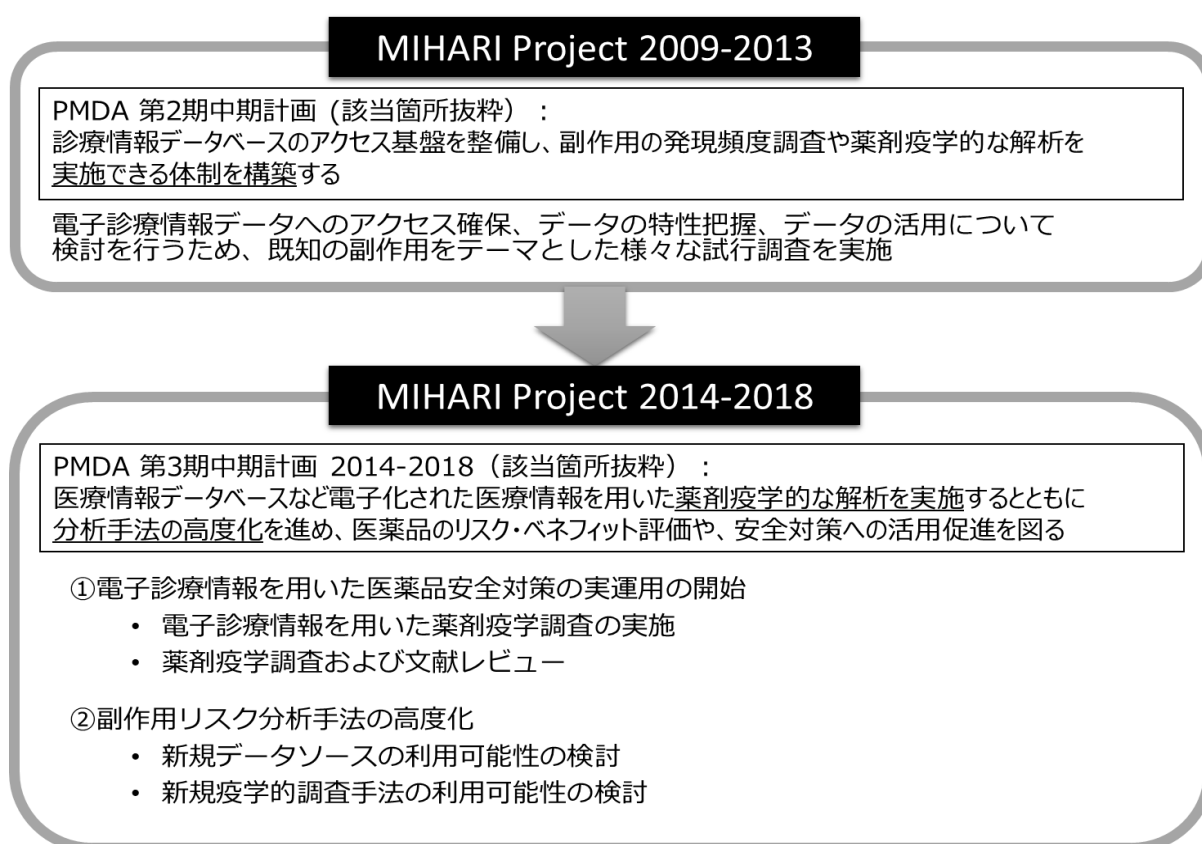 MIHARI Project 2009-2013
PMDA 第2期中期計画 (該当箇所抜粋）：
診療情報データベースのアクセス基盤を整備し、副作用の発現頻度調査や薬剤疫学的な解析を
実施できる体制を構築する
電子診療情報データへのアクセス確保、データの特性把握、データの活用について
検討を行うため、既知の副作用をテーマとした様々な試行調査を実施
MIHARI Project 2014-2018
PMDA 第3期中期計画 2014-2018（該当箇所抜粋）：
医療情報データベースなど電子化された医療情報を用いた薬剤疫学的な解析を実施するとともに
分析手法の高度化を進め、医薬品のリスク・ベネフィット評価や、安全対策への活用促進を図る
①電子診療情報を用いた医薬品安全対策の実運用の開始
• 電子診療情報を用いた薬剤疫学調査の実施
• 薬剤疫学調査および文献レビュー
②副作用リスク分析手法の高度化
• 新規データソースの利用可能性の検討
• 新規疫学的調査手法の利用可能性の検討